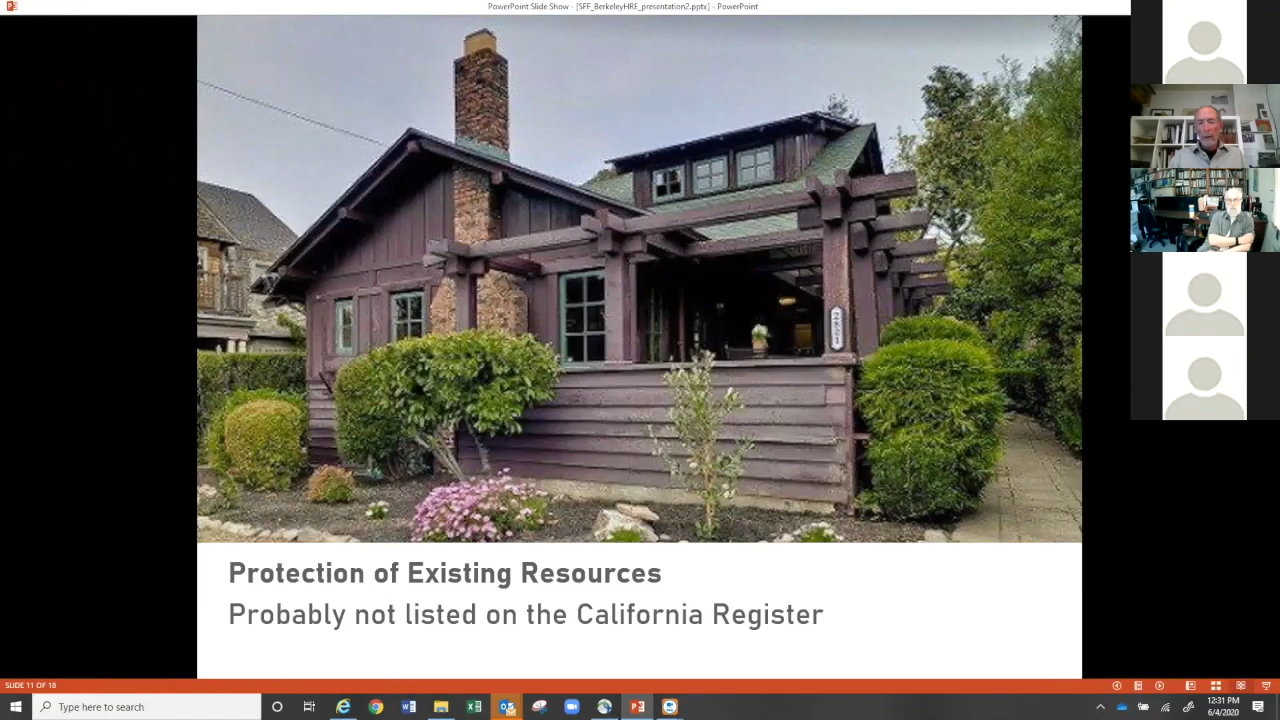 PowerPoint Slide Show - [SFF_BerkeleyHRE_presentation2.pptx] - PowerPoint
Protection of Existing Resources
Probably not listed on the California Register
SLIDE 11 OF 18
Type here to search
12:31 PM
6/4/2020